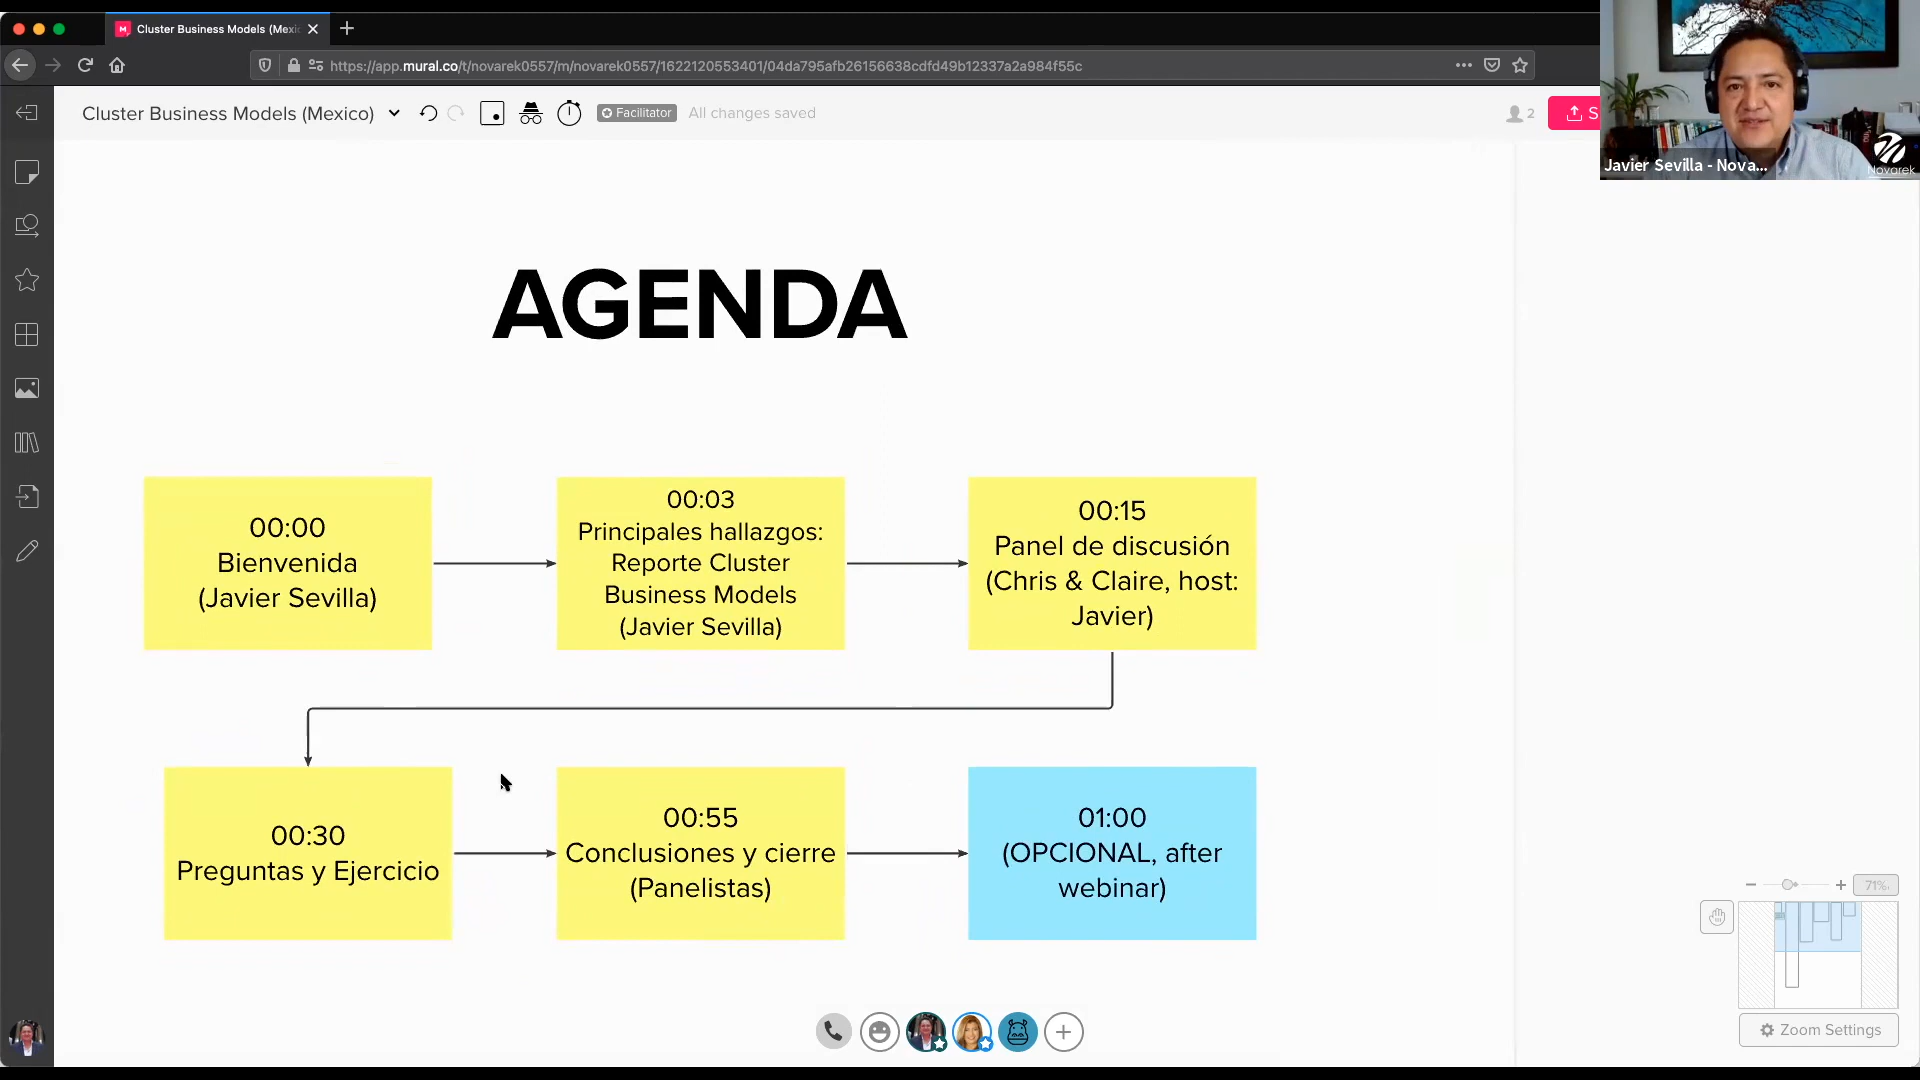 Cluster Business Models (Mexic
https://app.mural.co/t/novarek0557/m/novarek0557/1622120553401/04da795afb26156638cdfd49b12337a2a984f55c
Cluster Business Models (Mexico)
Facilitator
All changes saved
2
S
Javier Sevilla - Nova...
Novarek
AGENDA
00:00
Bienvenida
(Javier Sevilla)
00:03
Principales hallazgos:
Reporte Cluster
Business Models
(Javier Sevilla)
00:15
Panel de discusión
(Chris & Claire, host:
Javier)
00:30
Preguntas y Ejercicio
00:55
Conclusiones y cierre
(Panelistas)
01:00
(OPCIONAL, after
webinar)
71%
Zoom Settings